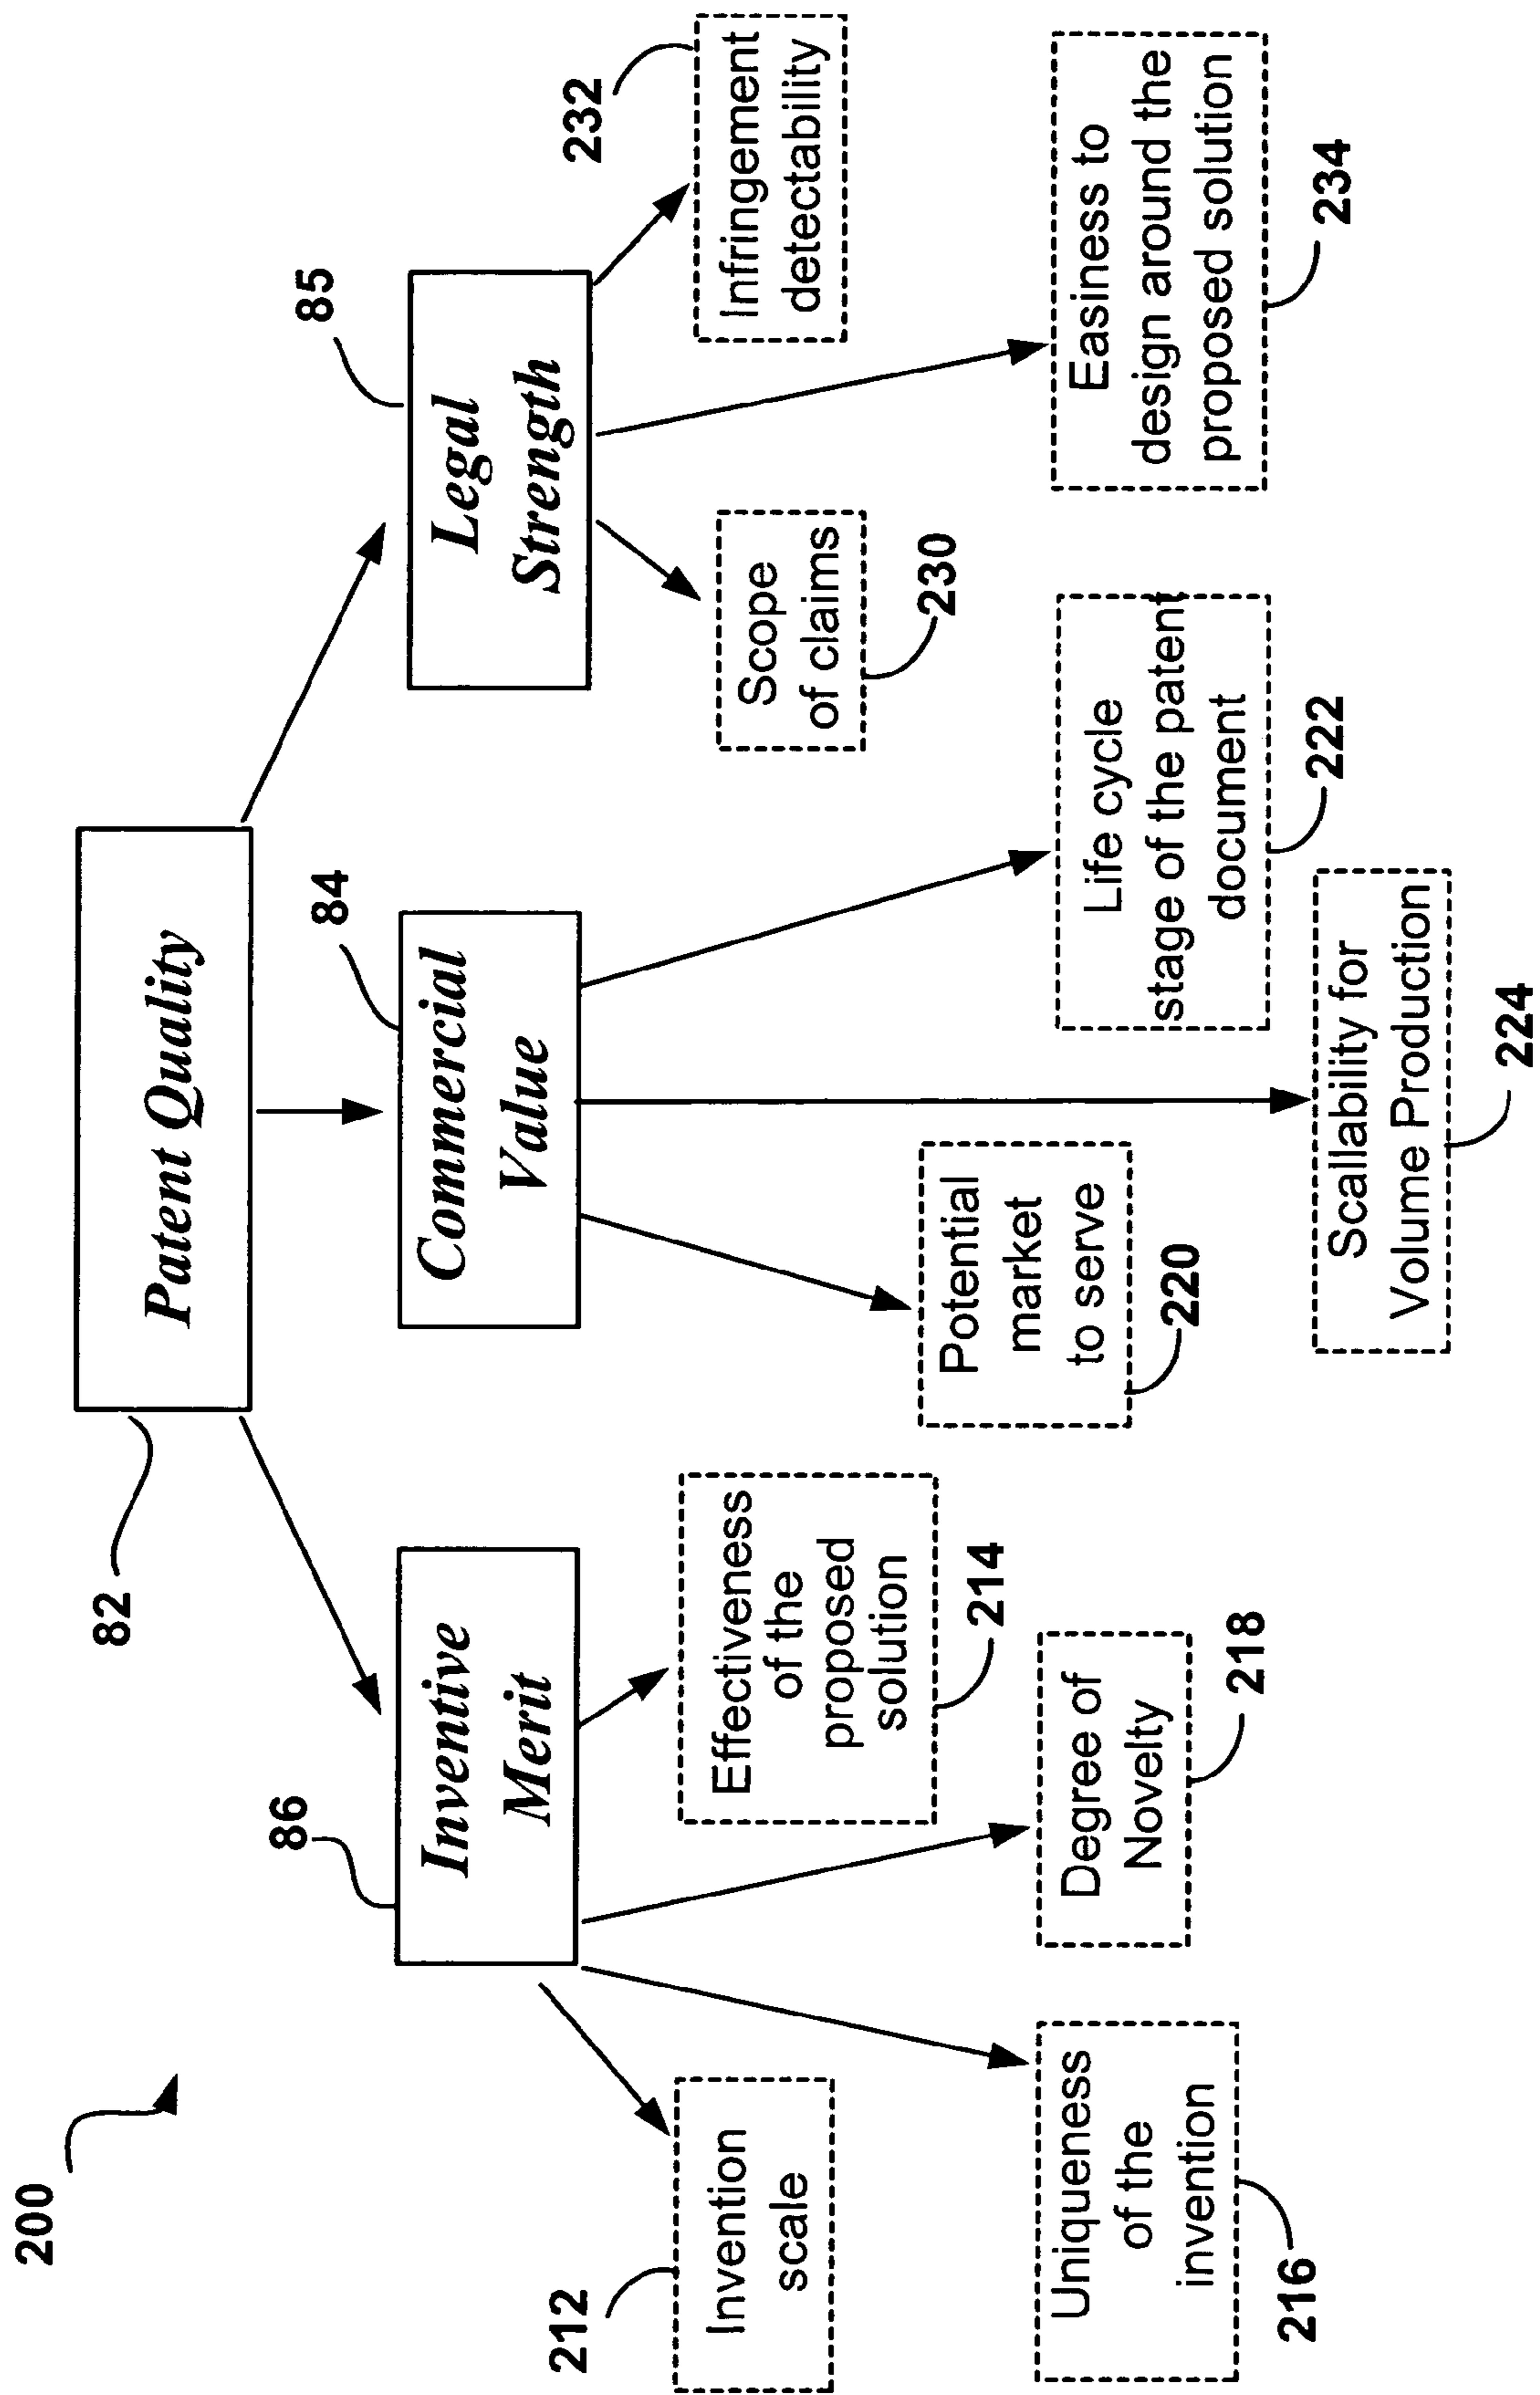 200
82
Patent Quality
86
Inventive
Merit
84
Commercial
Value
85
Legal
Strength
212
Invention
scale
Effectiveness
of the
proposed
solution
214
Uniqueness
of the
invention
216
Degree of
Novelty
218
Potential
market
to serve
220
Scallability for
Volume Production
224
Life cycle
stage of the patent
document
222
Scope
of claims
230
232
Infringement
detectability
Easiness to
design around the
proposed solution
234